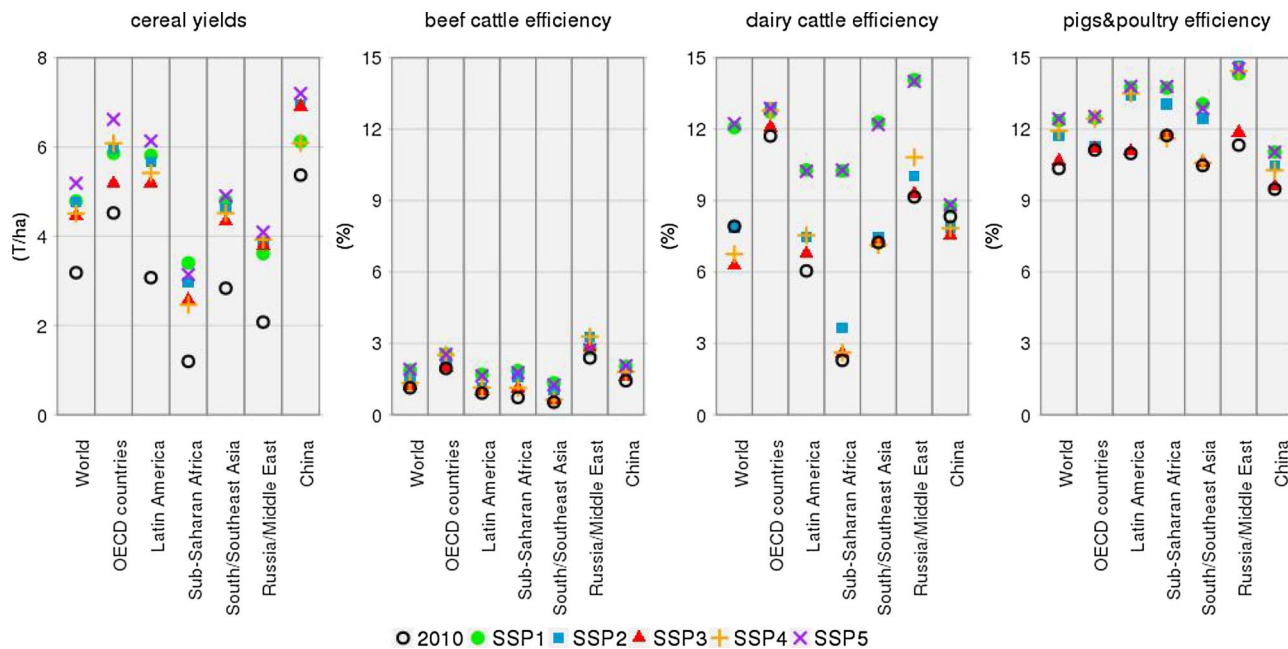 cereal yields
beef cattle efficiency
dairy cattle efficiency
pigs&poultry efficiency
(T/ha)
8
6
4
2
0
World
OECD countries
Latin America
Sub-Saharan Africa
South/Southeast Asia
Russia/Middle East
China
(%)
15
12
9
6
3
0
World
OECD countries
Latin America
Sub-Saharan Africa
South/Southeast Asia
Russia/Middle East
China
(%)
15
12
9
6
3
0
World
OECD countries
Latin America
Sub-Saharan Africa
South/Southeast Asia
Russia/Middle East
China
(%)
15
12
9
6
3
0
World
OECD countries
Latin America
Sub-Saharan Africa
South/Southeast Asia
Russia/Middle East
China
2010 SSP1 SSP2 SSP3 SSP4 SSP5